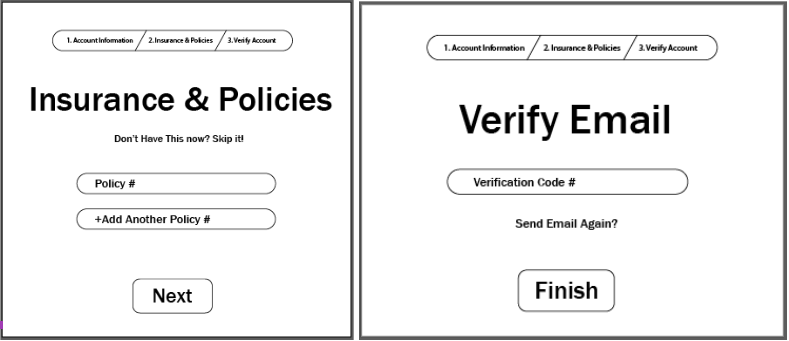 1. Account Information 2. Insurance & Policies 3. Verify Account
Insurance & Policies
Don't Have This now? Skip it!
Policy #
+Add Another Policy #
Next
1. Account Information 2. Insurance & Policies 3. Verify Account
Verify Email
Verification Code #
Send Email Again?
Finish